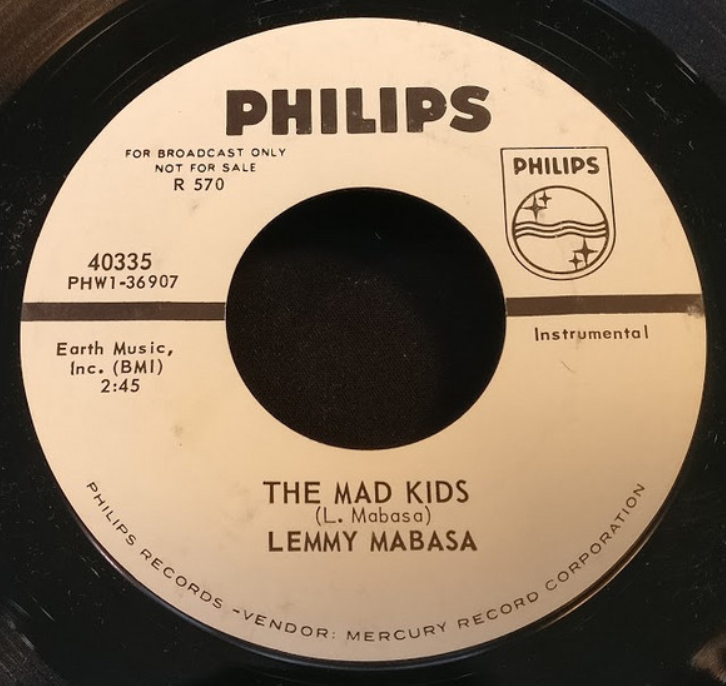 PHILIPS
FOR BROADCAST ONLY
NOT FOR SALE
R 570
PHILIPS
40335
PHW1-36907
Earth Music,
Inc. (BMI)
2:45
Instrumental
THE MAD KIDS
(L. Mabasa)
LEMMY MABASA
PHILIPS RECORDS -VENDOR: MERCURY RECORD CORPORATION